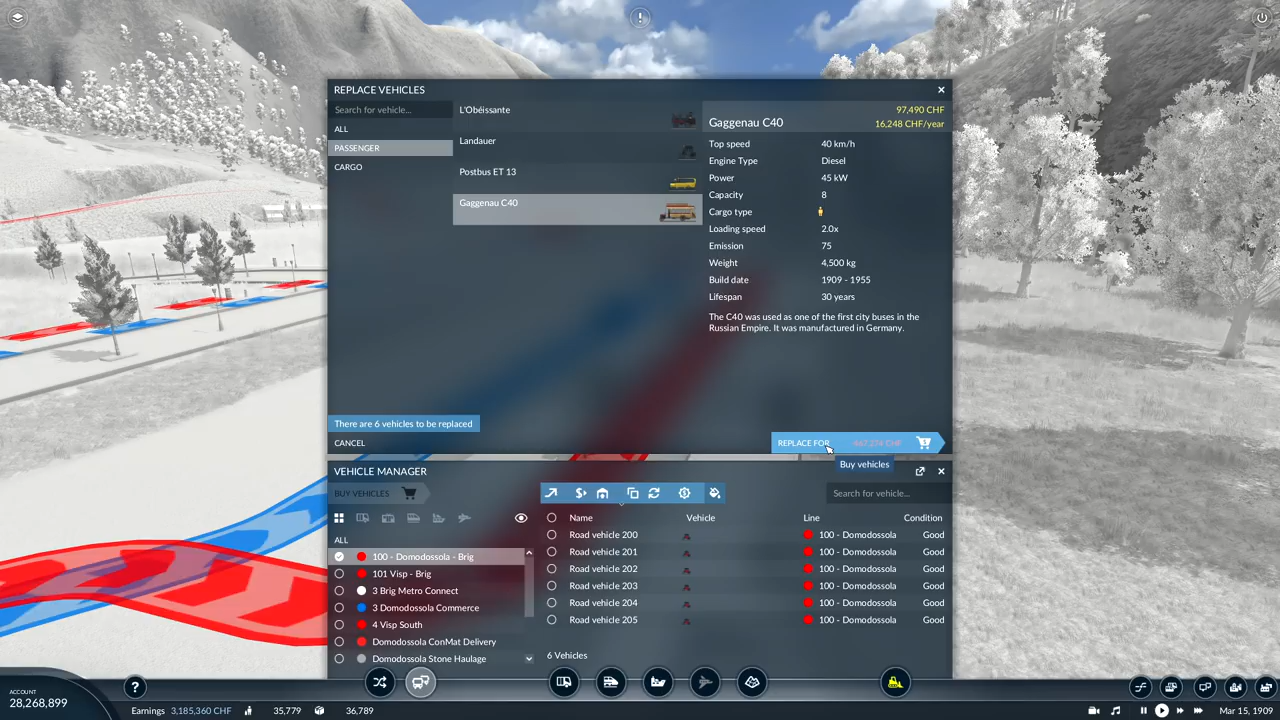 REPLACE VEHICLES
Search for vehicle...
ALL
PASSENGER
CARGO
L'Obéissante
Landauer
Postbus ET 13
Gaggenau C40
97,490 CHF
16,248 CHF/year
Gaggenau C40
Top speed 40 km/h
Engine Type Diesel
Power 45 kW
Capacity 8
Cargo type
Loading speed 2.0x
Emission 75
Weight 4,500 kg
Build date 1909 - 1955
Lifespan 30 years
The C40 was used as one of the first city buses in the
Russian Empire. It was manufactured in Germany.
There are 6 vehicles to be replaced
CANCEL
REPLACE FOR
Buy vehicles
VEHICLE MANAGER
BUY VEHICLES
Search for vehicle...
ALL
100 - Domodossola - Brig
101 Visp - Brig
3 Brig Metro Connect
3 Domodossola Commerce
4 Visp South
Domodossola ConMat Delivery
Domodossola Stone Haulage
Name Vehicle Line Condition
Road vehicle 200 100 - Domodossola Good
Road vehicle 201 100 - Domodossola Good
Road vehicle 202 100 - Domodossola Good
Road vehicle 203 100 - Domodossola Good
Road vehicle 204 100 - Domodossola Good
Road vehicle 205 100 - Domodossola Good
6 Vehicles
ACCOUNT
28,268,899
?
Earnings 3,185,360 CHF 35,779 36,789
Mar 15, 1909